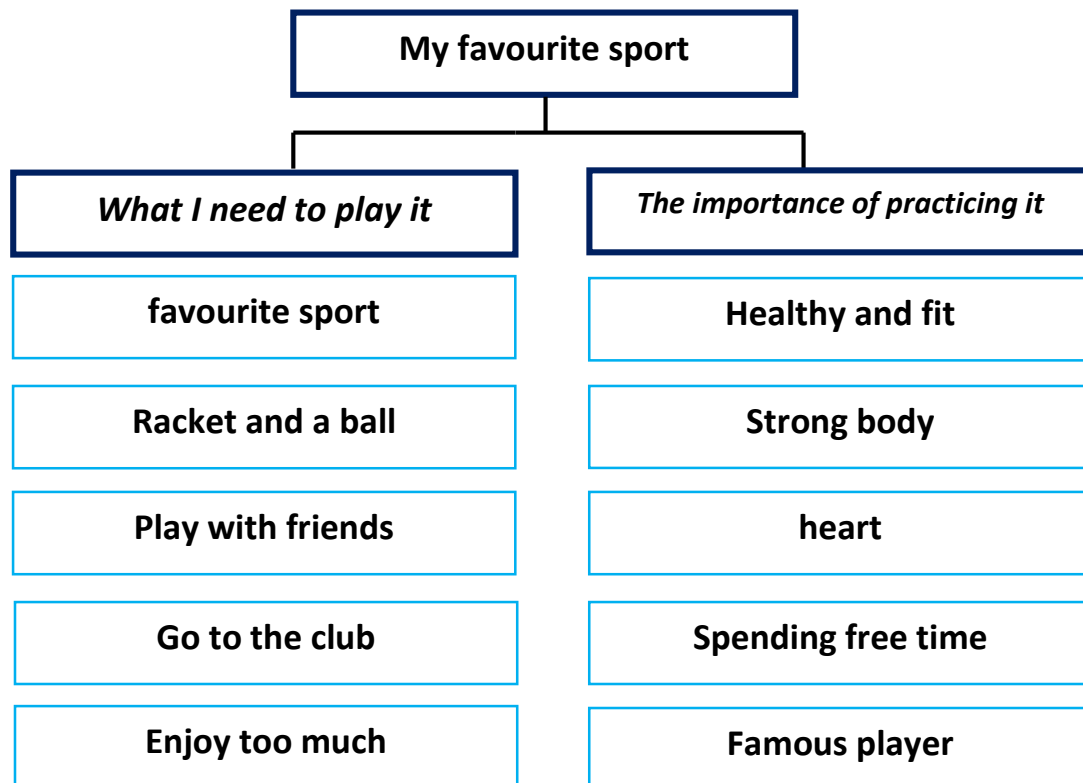 My favourite sport
What I need to play it
The importance of practicing it
favourite sport
Healthy and fit
Racket and a ball
Strong body
Play with friends
heart
Go to the club
Spending free time
Enjoy too much
Famous player